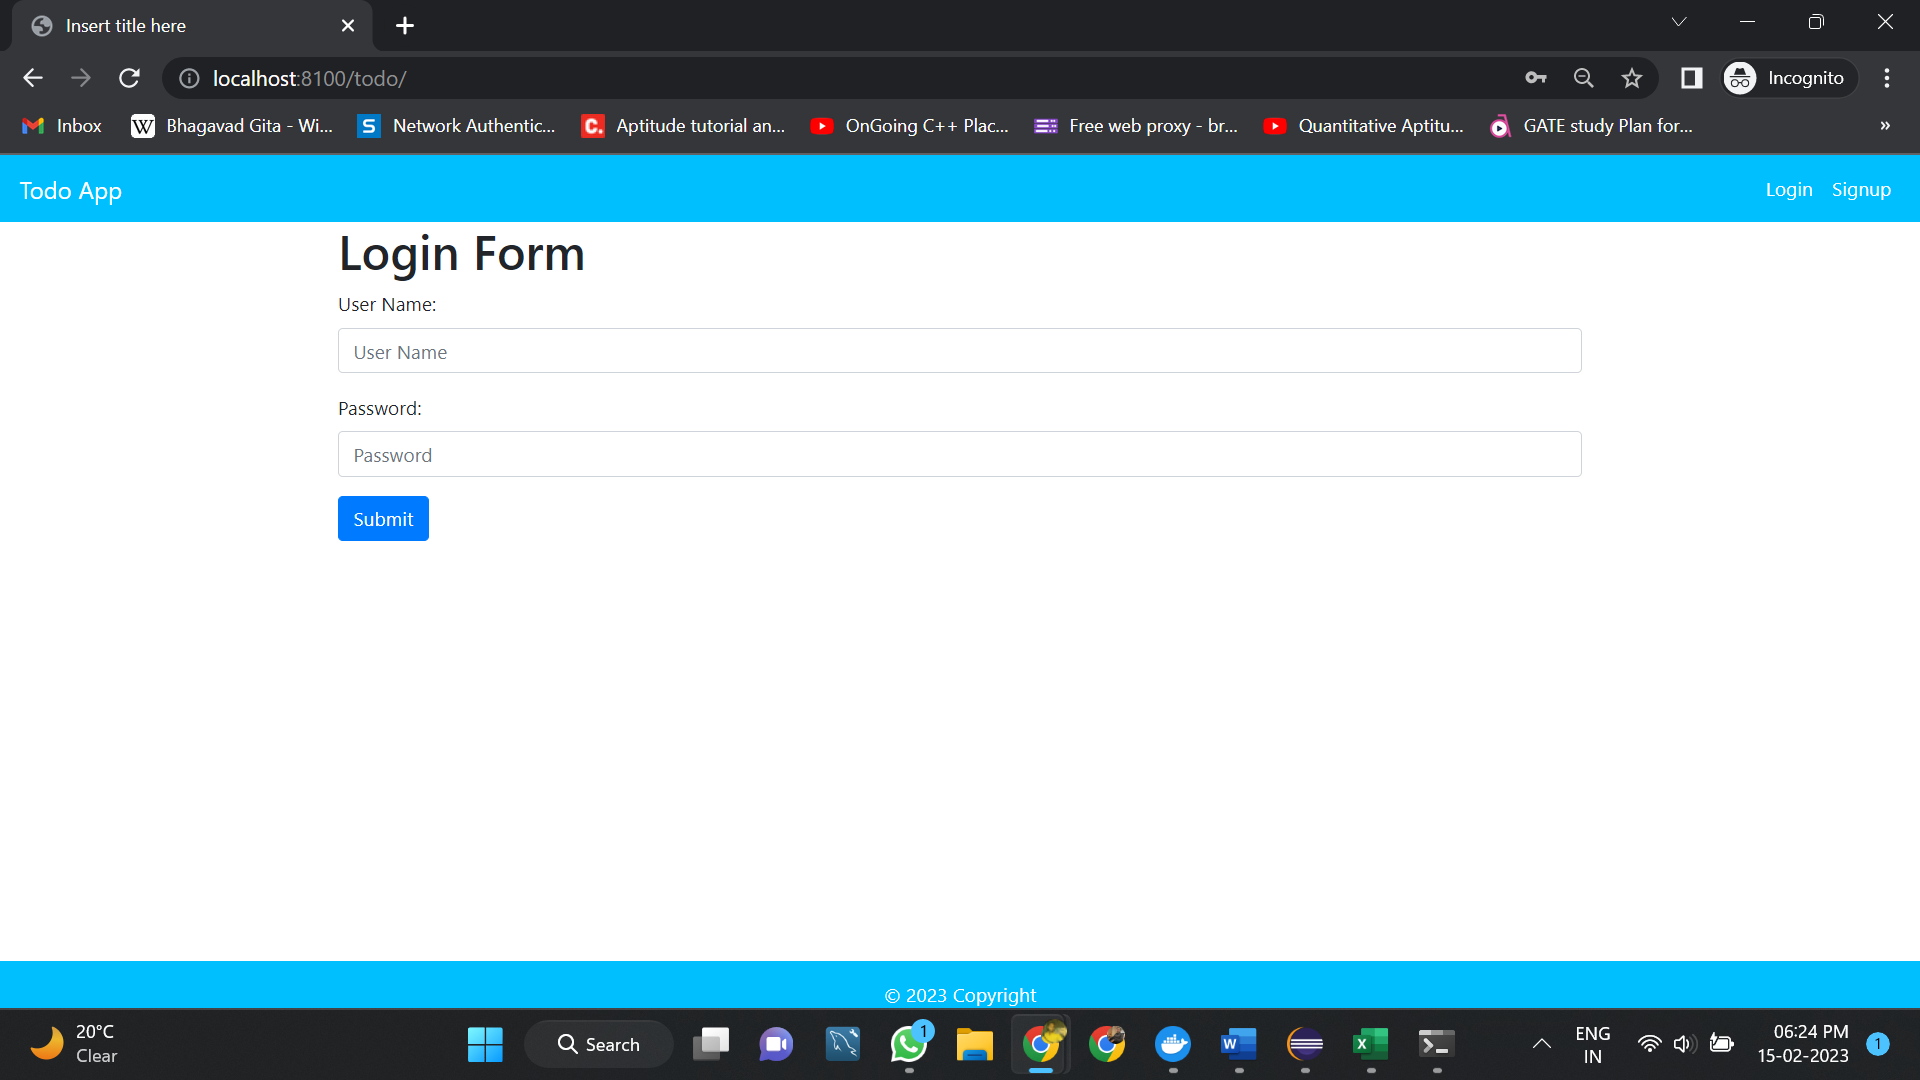 Insert title here
localhost:8100/todo/
Incognito
Inbox
Bhagavad Gita - Wi...
Network Authentic...
Aptitude tutorial an...
OnGoing C++ Plac...
Free web proxy - br...
Quantitative Aptitu...
GATE study Plan for...
»
Todo App
Login Signup
Login Form
User Name:
User Name
Password:
Password
Submit
© 2023 Copyright
20°C
Clear
Search
1
ENG
IN
06:24 PM
15-02-2023
1